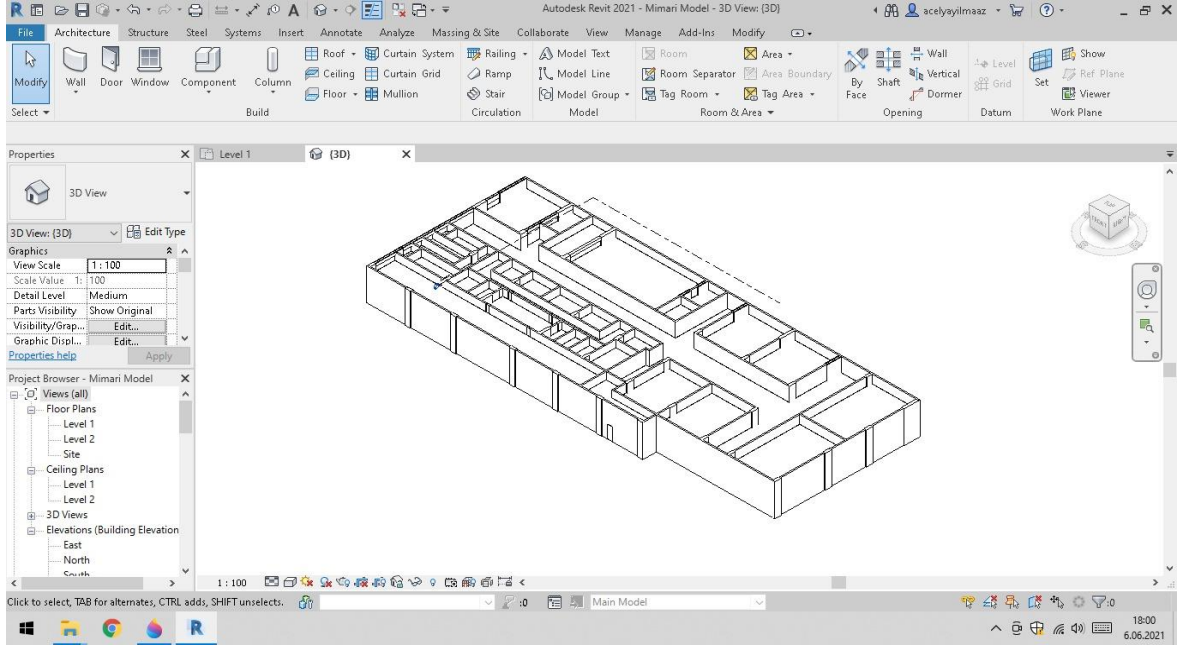 Autodesk Revit 2021 - Mimari Model - 3D View: {3D}
acelyayilmaaz
File Architecture Structure Steel Systems Insert Annotate Analyze Massing & Site Collaborate View Manage Add-Ins Modify
Modify
Wall
Door
Window
Component
Column
Roof
Ceiling
Floor
Curtain System
Curtain Grid
Mullion
Railing
Ramp
Stair
Model Text
Model Line
Model Group
Room
Room Separator
Tag Room
Area
Area Boundary
Tag Area
By Face
Shaft
Wall
Vertical
Dormer
Level
Grid
Set
Show
Ref Plane
Viewer
Select
Build
Circulation
Model
Room & Area
Opening
Datum
Work Plane
Properties
Level 1
{3D}
3D View
3D View: {3D}
Edit Type
Graphics
View Scale 1 : 100
Scale Value 1: 100
Detail Level Medium
Parts Visibility Show Original
Visibility/Grap... Edit...
Graphic Displ... Edit...
Properties help
Apply
Project Browser - Mimari Model
Views (all)
Floor Plans
Level 1
Level 2
Site
Ceiling Plans
Level 1
Level 2
3D Views
Elevations (Building Elevation
East
North
South
TOP
FRONT
1 : 100
Click to select, TAB for alternates, CTRL adds, SHIFT unselects.
:0
Main Model
:0
18:00
6.06.2021